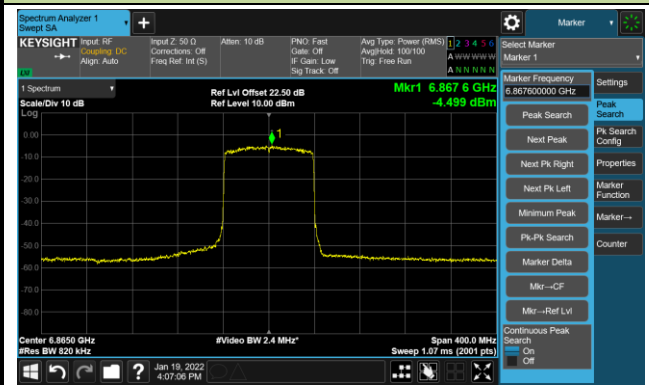 Spectrum Analyzer 1
Swept SA
+
Marker
KEYSIGHT
Input: RF
Coupling: DC
Align: Auto
Input Z: 50 Ω
Corrections: Off
Freq Ref: Int (S)
Atten: 10 dB
PNO: Fast
Gate: Off
IF Gain: Low
Sig Track: Off
Avg Type: Power (RMS)
Avg|Hold: 100/100
Trig: Free Run
1 2 3 4 5 6
A W W W W W
A N N N N N
LXI
Select Marker
Marker 1
1 Spectrum
Scale/Div 10 dB
Log
Ref Lvl Offset 22.50 dB
Ref Level 10.00 dBm
Mkr1 6.867 6 GHz
-4.499 dBm
1
0.00
-10.0
-20.0
-30.0
-40.0
-50.0
-60.0
-70.0
-80.0
Center 6.8650 GHz
#Res BW 820 kHz
#Video BW 2.4 MHz*
Span 400.0 MHz
Sweep 1.07 ms (2001 pts)
Marker Frequency
6.867600000 GHz
Peak Search
Next Peak
Next Pk Right
Next Pk Left
Minimum Peak
Pk-Pk Search
Marker Delta
Mkr→CF
Mkr→Ref Lvl
Continuous Peak
Search
On
Off
Settings
Peak
Search
Pk Search
Config
Properties
Marker
Function
Marker→
Counter
?
Jan 19, 2022
4:07:06 PM